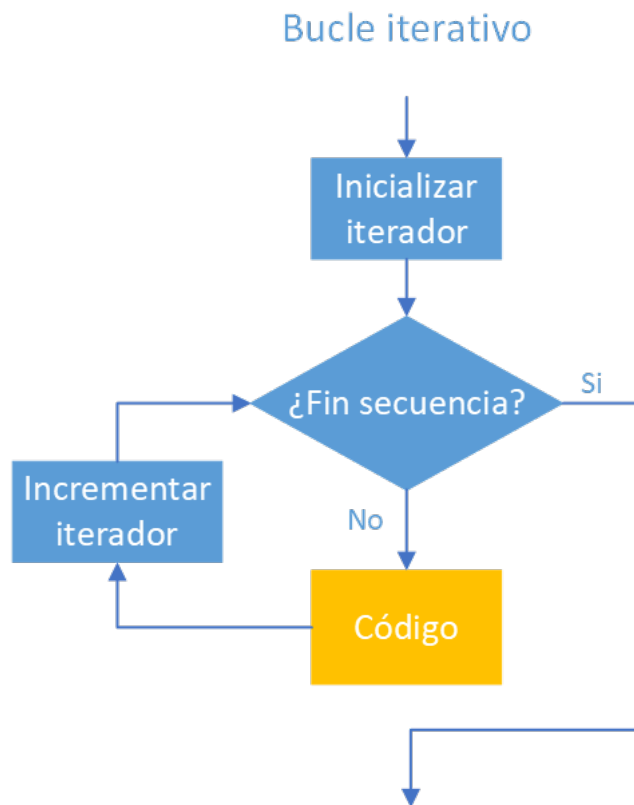 Bucle iterativo
Inicializar
iterador
¿Fin secuencia?
Si
Incrementar
iterador
No
Código